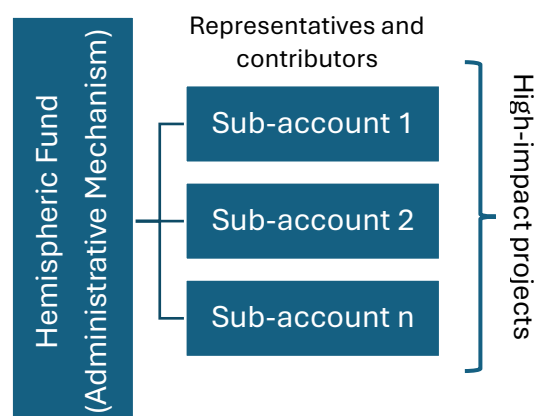 Hemispheric Fund
(Administrative Mechanism)
Representatives and
contributors
Sub-account 1
Sub-account 2
Sub-account n
High-impact
projects